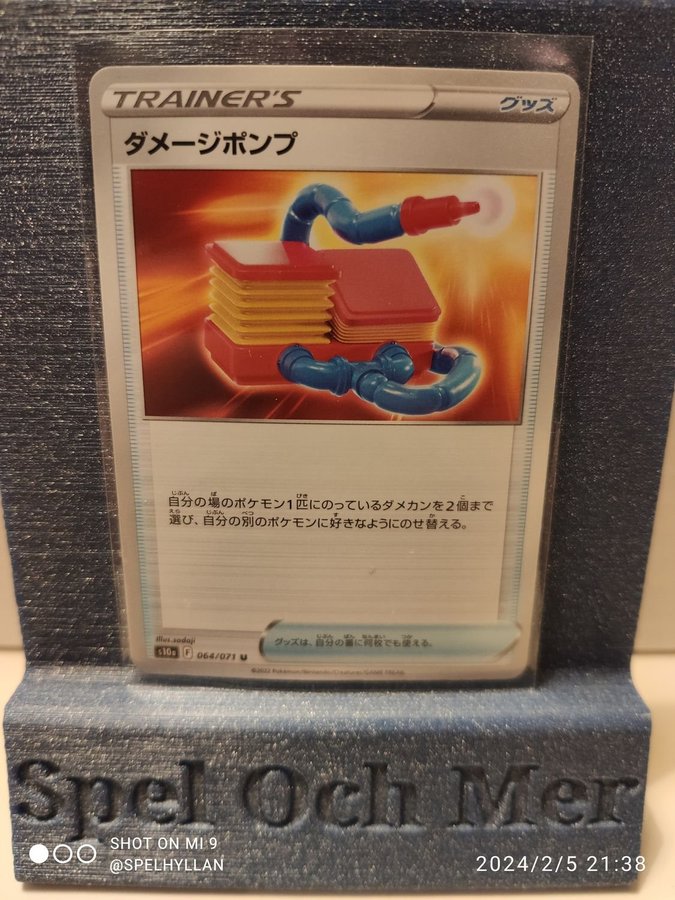 TRAINER'S
グッズ
ダメージポンプ
自分の場のポケモン1匹にのっているダメカンを2個まで
選び、自分の別のポケモンに好きなようにのせ替える。
グッズは、自分の番に何枚でも使える。
illus.sadaji
s10a F 064/071 U
©2022 Pokémon/Nintendo/Creatures/GAME FREAK
Spel Och Mer
SHOT ON MI 9
@SPELHYLLAN
2024/2/5 21:38